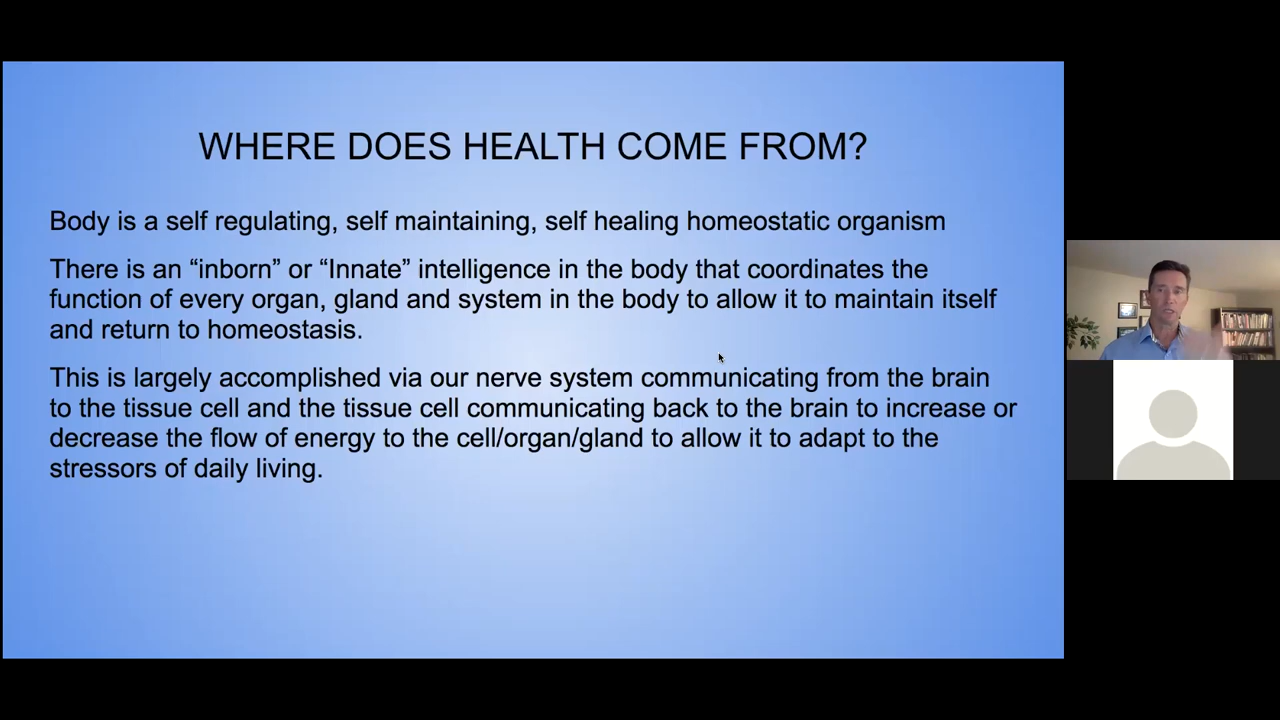 WHERE DOES HEALTH COME FROM?
Body is a self regulating, self maintaining, self healing homeostatic organism
There is an “inborn” or “Innate” intelligence in the body that coordinates the
function of every organ, gland and system in the body to allow it to maintain itself
and return to homeostasis.
This is largely accomplished via our nerve system communicating from the brain
to the tissue cell and the tissue cell communicating back to the brain to increase or
decrease the flow of energy to the cell/organ/gland to allow it to adapt to the
stressors of daily living.